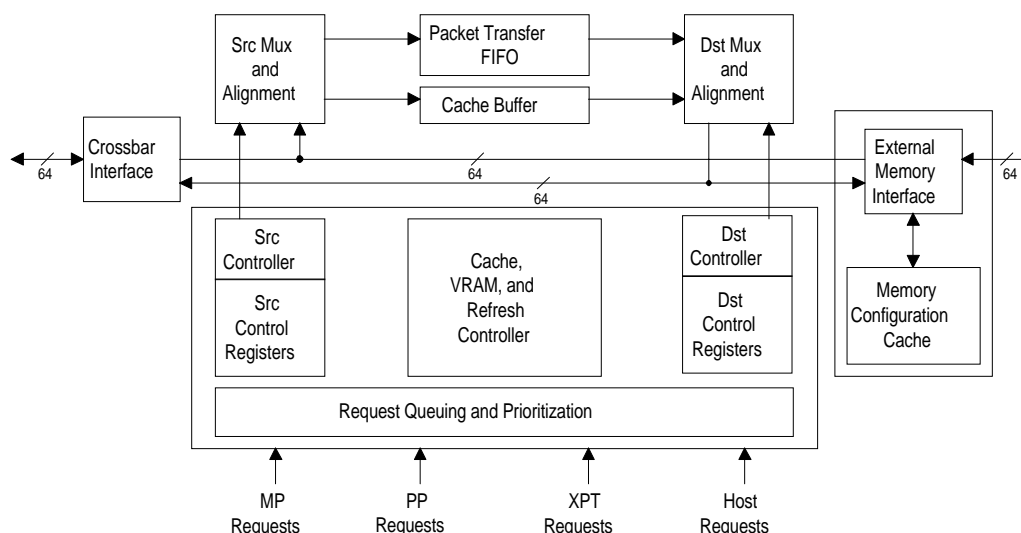 Src Mux
and
Alignment
Packet Transfer
FIFO
Cache Buffer
Dst Mux
and
Alignment
Crossbar
Interface
64
64
64
64
External
Memory
Interface
Src
Controller
Src
Control
Registers
Cache,
VRAM, and
Refresh
Controller
Dst
Controller
Dst
Control
Registers
Memory
Configuration
Cache
Request Queuing and Prioritization
MP
Requests
PP
Requests
XPT
Requests
Host
Requests